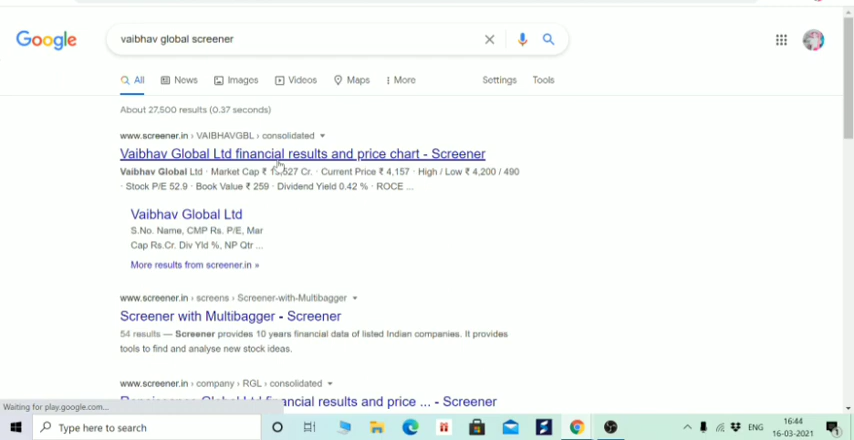 Google
vaibhav global screener
All News Images Videos Maps More Settings Tools
About 27,500 results (0.37 seconds)
www.screener.in › VAIBHAVGBL › consolidated
Vaibhav Global Ltd financial results and price chart - Screener
Vaibhav Global Ltd · Market Cap ₹ Cr. · Current Price ₹ 4,157 · High / Low ₹ 4,200 / 490
· Stock P/E 52.9 · Book Value ₹ 259 · Dividend Yield 0.42 % · ROCE ...
Vaibhav Global Ltd
S.No. Name, CMP Rs. P/E, Mar
Cap Rs.Cr. Div Yld %, NP Qtr ...
More results from screener.in »
www.screener.in › screens › Screener-with-Multibagger
Screener with Multibagger - Screener
54 results — Screener provides 10 years financial data of listed Indian companies. It provides
tools to find and analyse new stock ideas.
www.screener.in › company › RGL › consolidated
Global Ltd financial results and price ... - Screener
Waiting for play.google.com...
Type here to search
ENG
16:44
16-03-2021